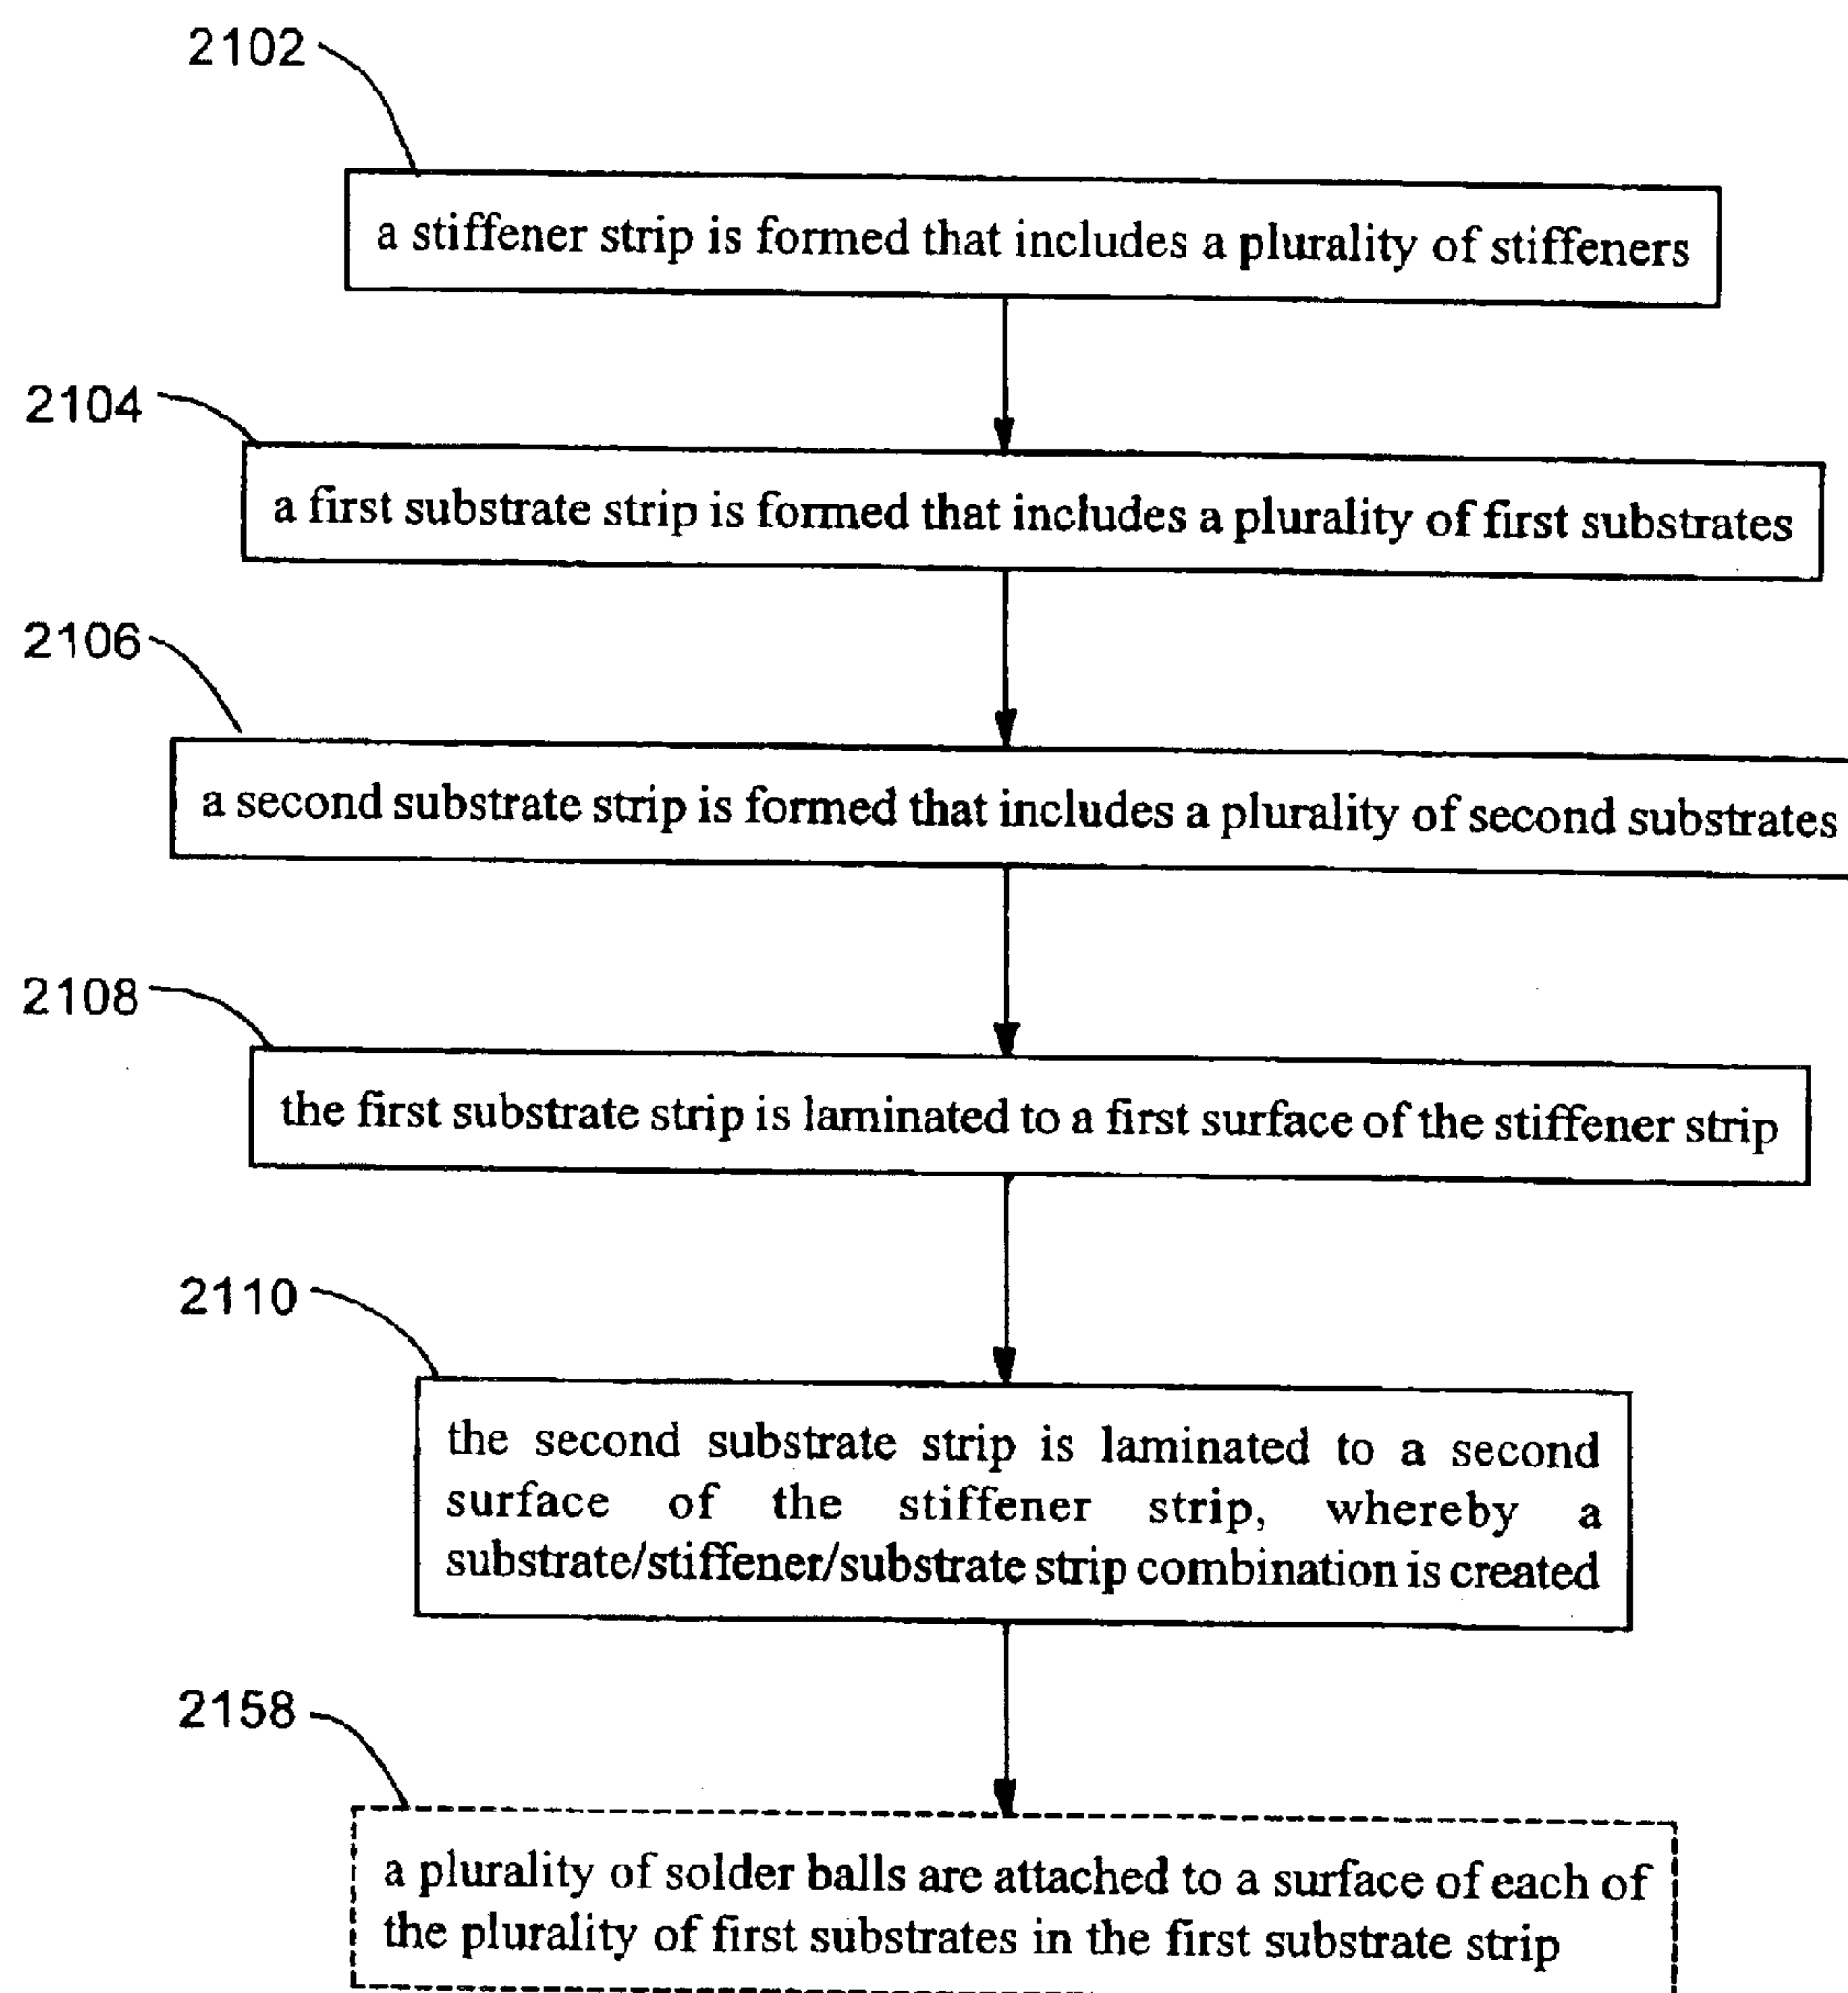 2102
a stiffener strip is formed that includes a plurality of stiffeners
2104
a first substrate strip is formed that includes a plurality of first substrates
2106
a second substrate strip is formed that includes a plurality of second substrates
2108
the first substrate strip is laminated to a first surface of the stiffener strip
2110
the second substrate strip is laminated to a second
surface of the stiffener strip, whereby a
substrate/stiffener/substrate strip combination is created
2158
a plurality of solder balls are attached to a surface of each of
the plurality of first substrates in the first substrate strip